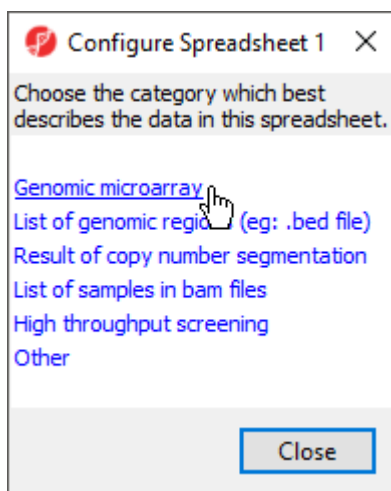 Configure Spreadsheet 1
Choose the category which best
describes the data in this spreadsheet.
Genomic microarray
List of genomic (eg: .bed file)
Result of copy number segmentation
List of samples in bam files
High throughput screening
Other
Close